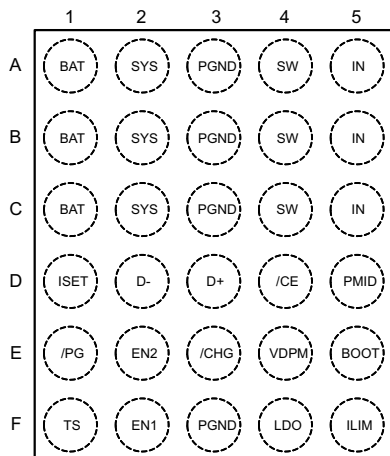 1 2 3 4 5
A BAT SYS PGND SW IN
B BAT SYS PGND SW IN
C BAT SYS PGND SW IN
D ISET D- D+ /CE PMID
E /PG EN2 /CHG VDPM BOOT
F TS EN1 PGND LDO ILIM